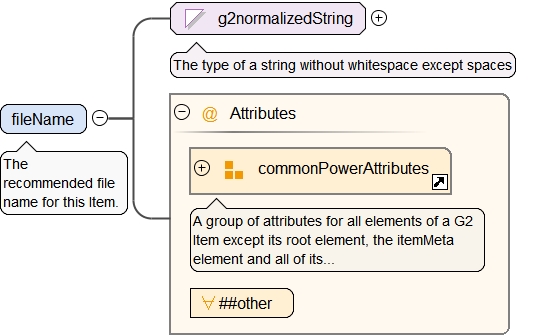 g2normalizedString
The type of a string without whitespace except spaces
fileName
The
recommended file
name for this Item.
@ Attributes
commonPowerAttributes
A group of attributes for all elements of a G2
Item except its root element, the itemMeta
element and all of its...
##other